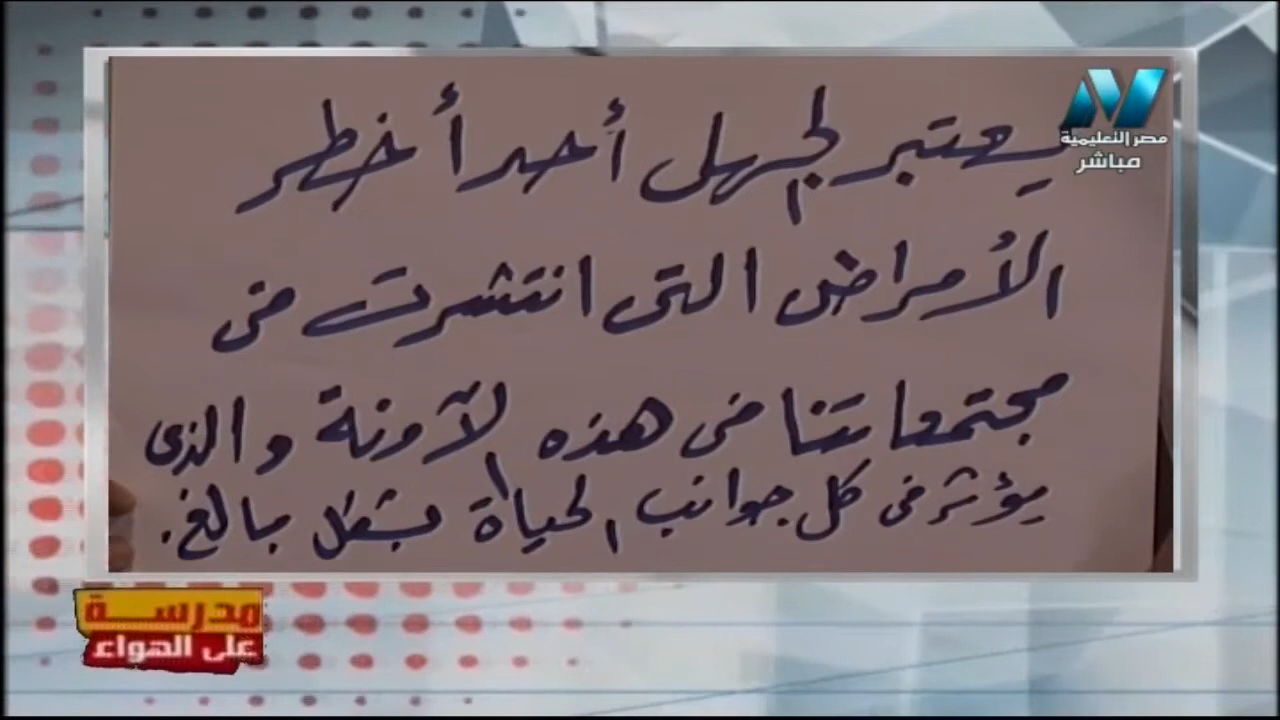 مصر التعليمية
مباشر
يعتبر الجهل أحد أخطر
الأمراض التى انتشرت فى
مجتمعاتنا فى هذه الآونة والذى
يؤثر فى كل جوانب الحياة بشكل بالغ.
مدرسة
على الهواء